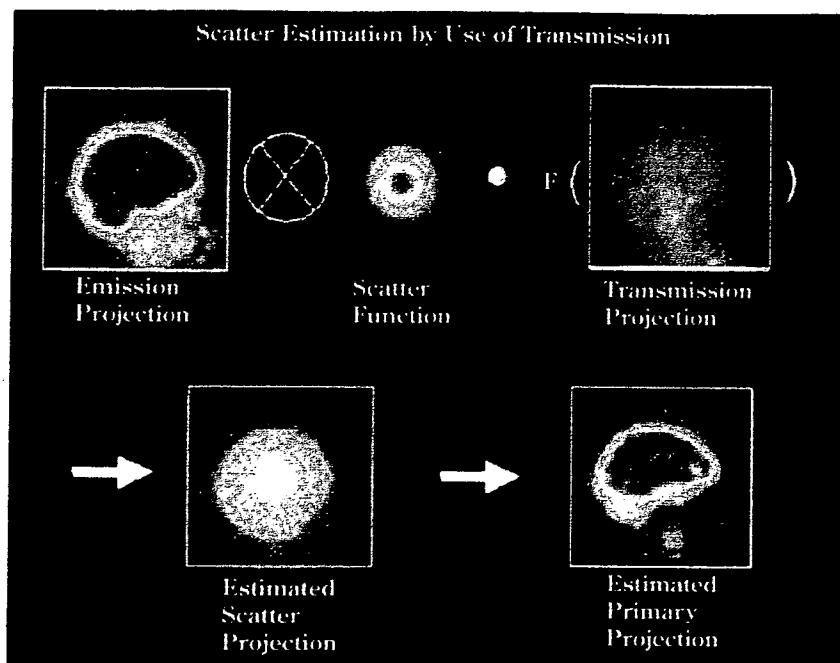 Scatter Estimation by Use of Transmission
F ( )
Emission
Projection
Scatter
Function
Transmission
Projection
Estimated
Scatter
Projection
Estimated
Primary
Projection